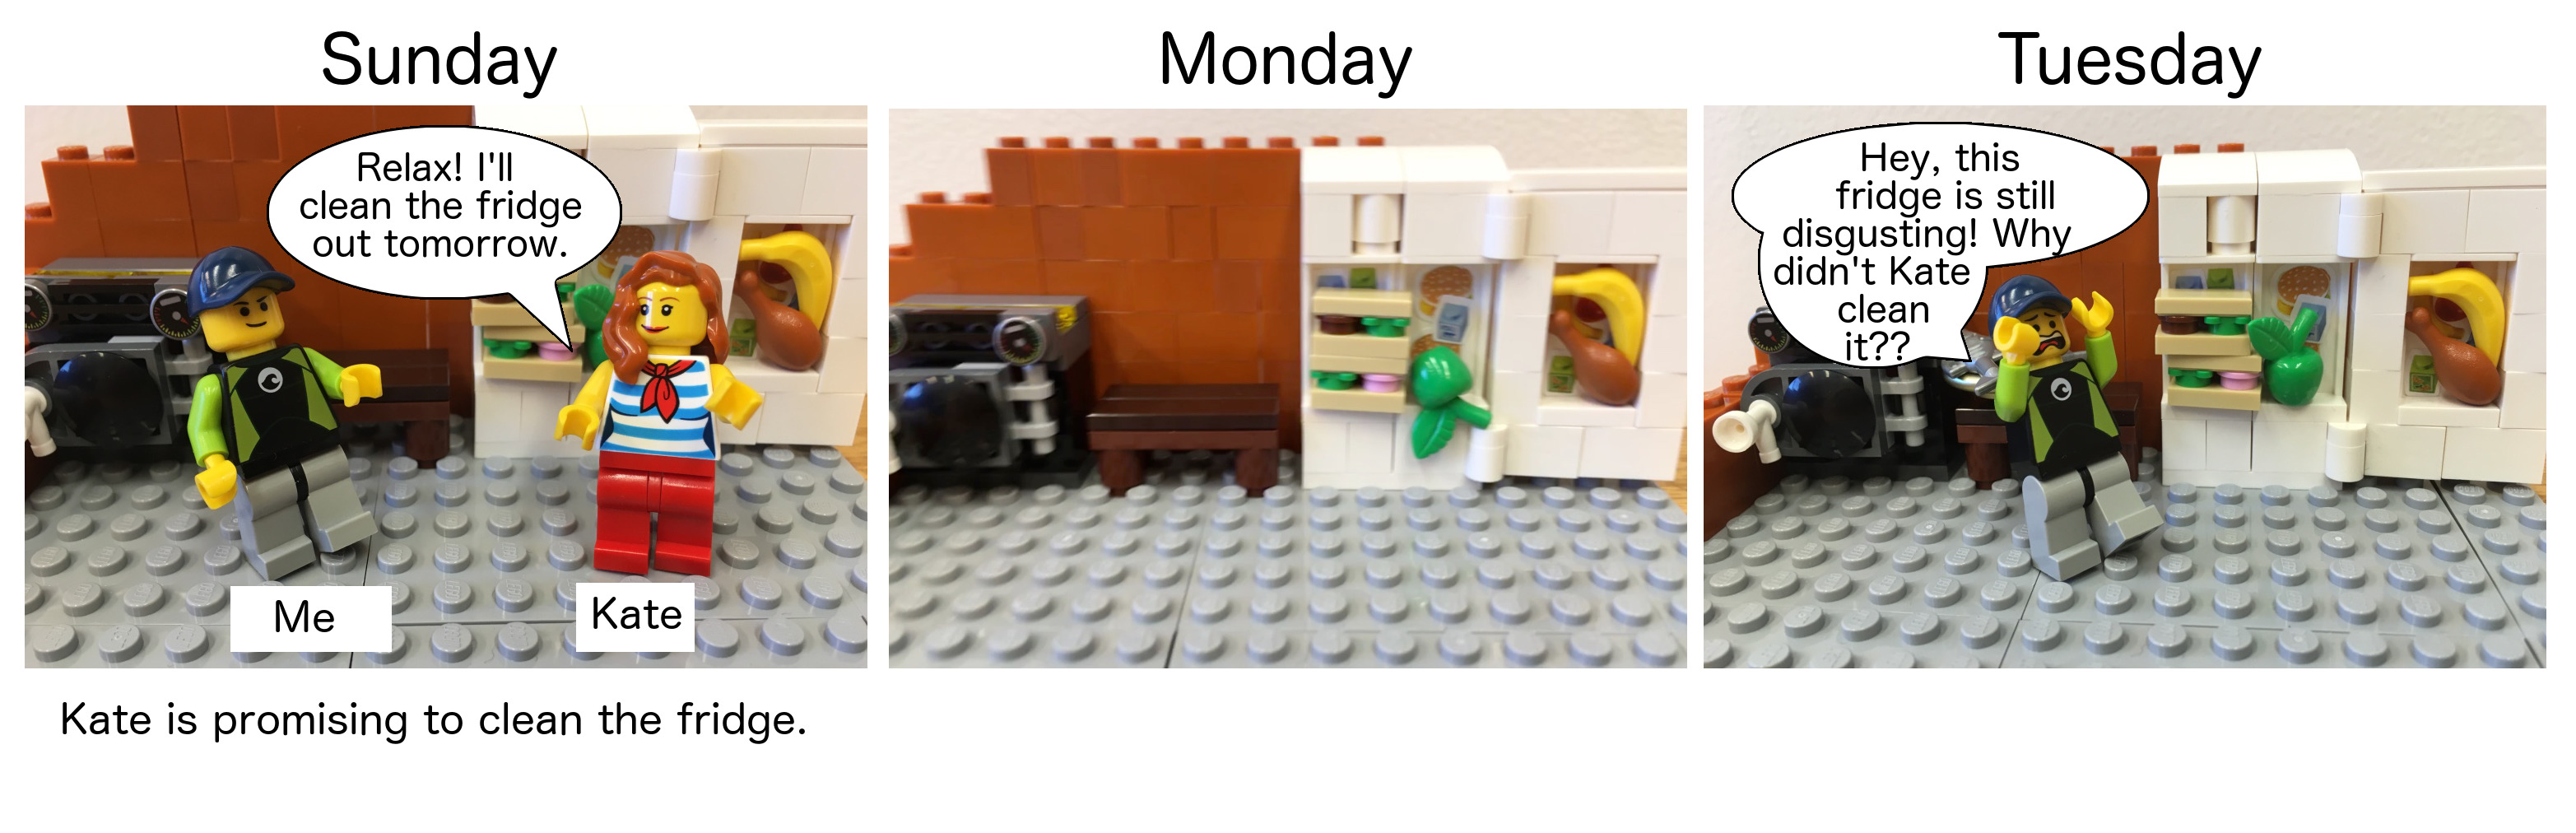 Sunday
Relax! I'll
clean the fridge
out tomorrow.
Me
Kate
Kate is promising to clean the fridge.
Monday
Tuesday
Hey, this
fridge is still
disgusting! Why
didn't Kate
clean
it??